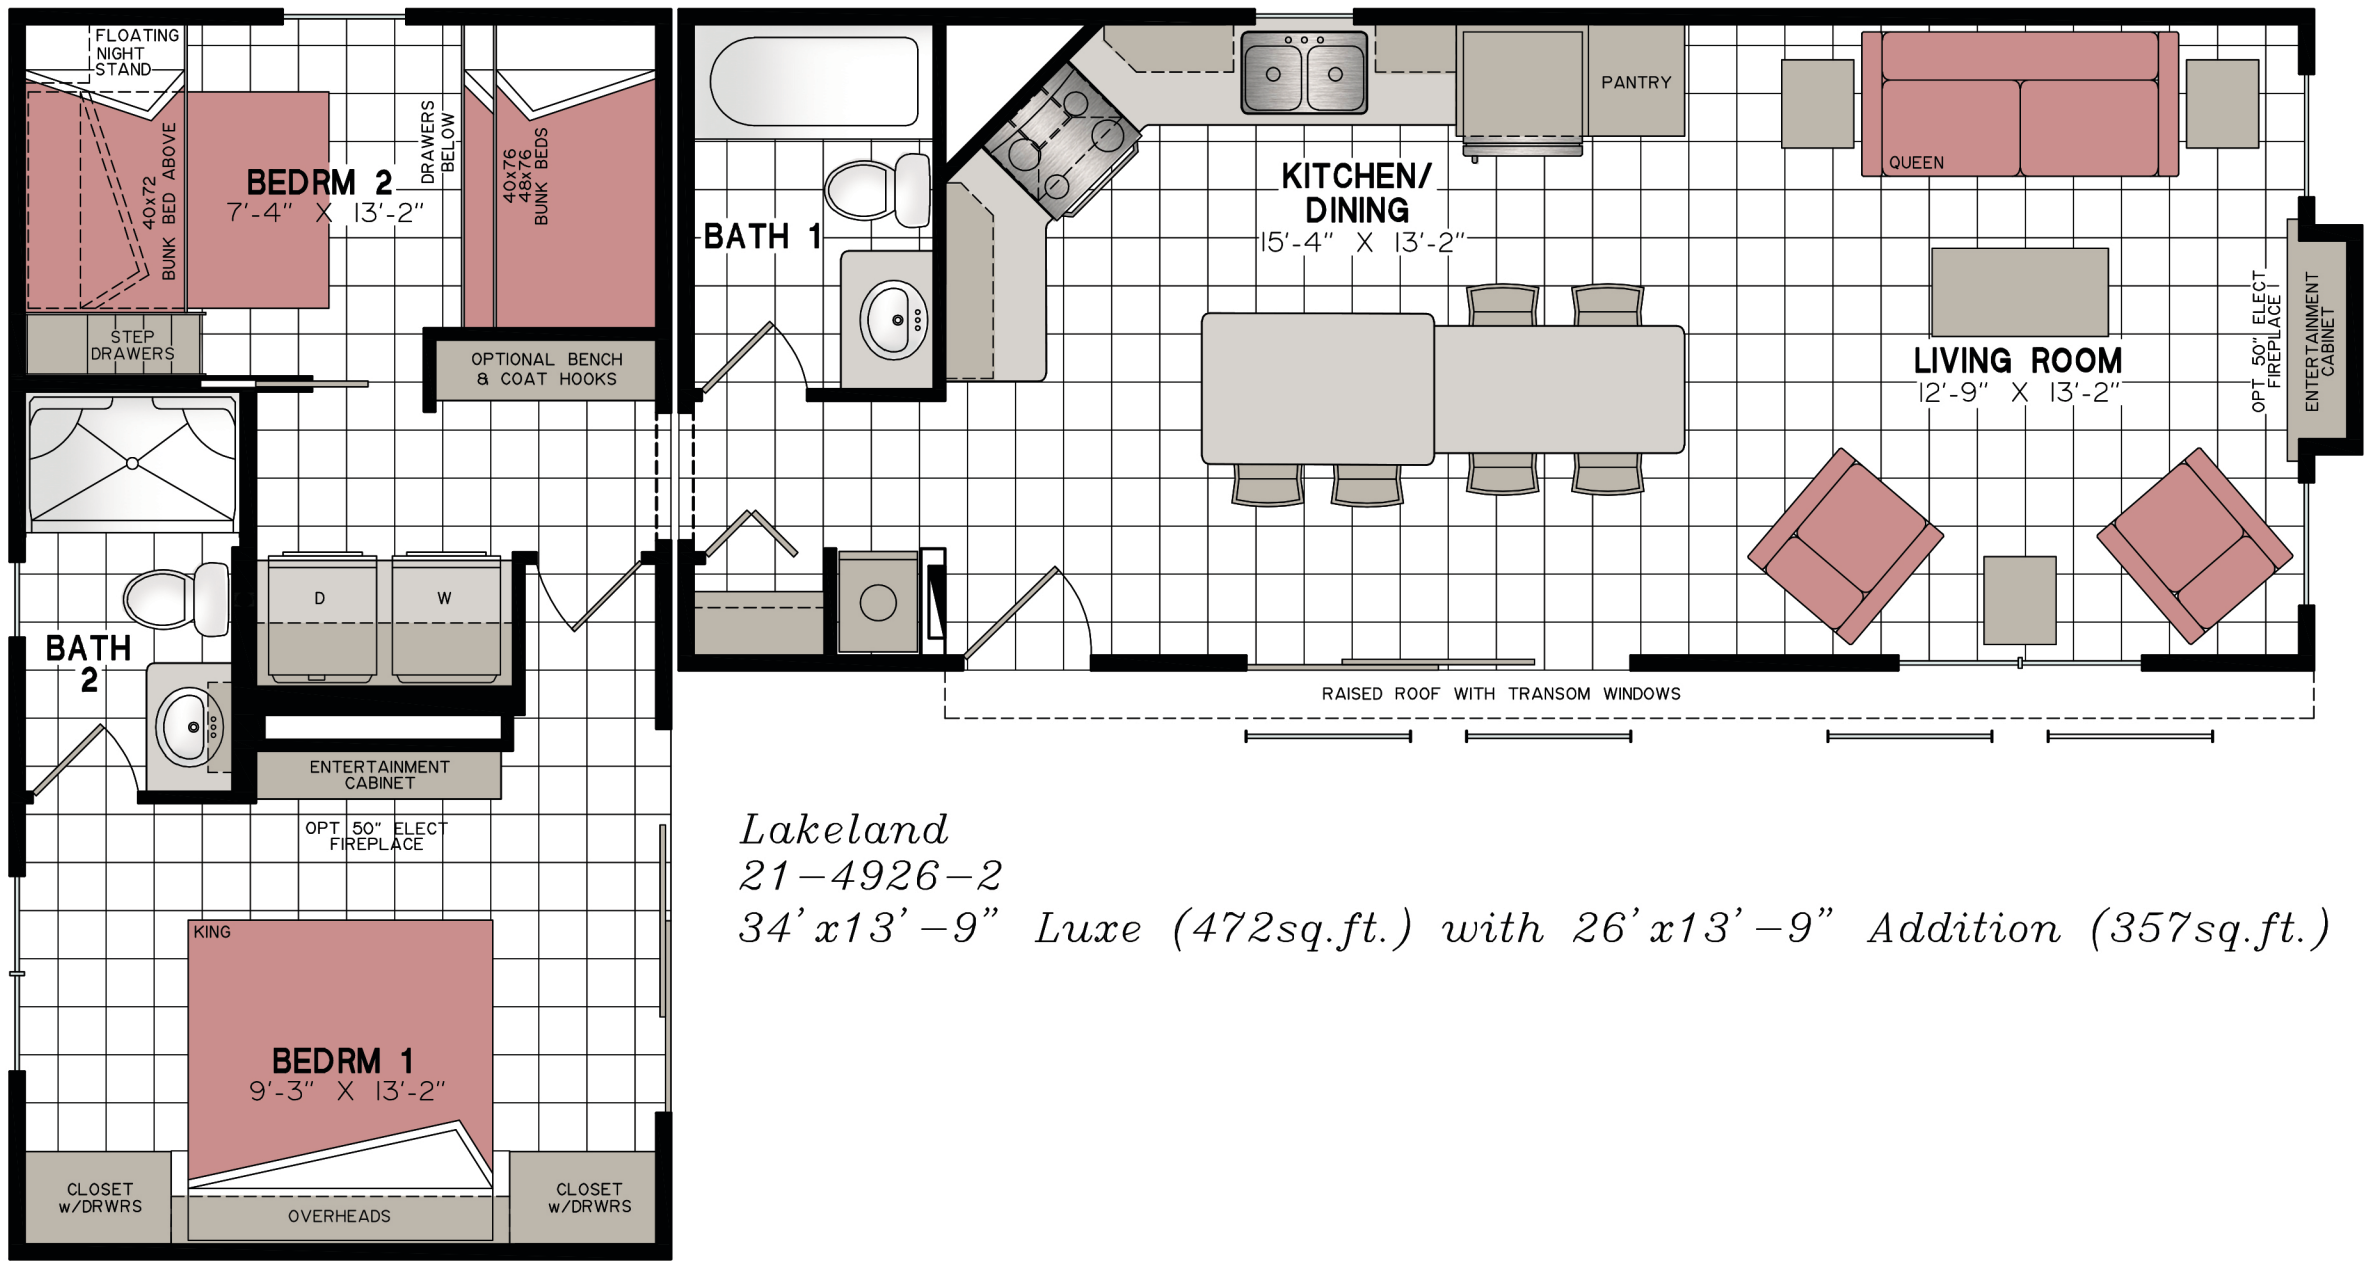 FLOATING
NIGHT
STAND
40x72
BUNK BED ABOVE
BEDRM 2
7'-4" X 13'-2"
DRAWERS
BELOW
40x76
48x76
BUNK BEDS
STEP
DRAWERS
OPTIONAL BENCH
& COAT HOOKS
BATH 1
KITCHEN/
DINING
15'-4" X 13'-2"
PANTRY
QUEEN
LIVING ROOM
12'-9" X 13'-2"
OPT 50" ELECT
FIREPLACE
ENTERTAINMENT
CABINET
D
W
BATH
2
RAISED ROOF WITH TRANSOM WINDOWS
ENTERTAINMENT
CABINET
OPT 50" ELECT
FIREPLACE
KING
BEDRM 1
9'-3" X 13'-2"
CLOSET
w/DRWRS
OVERHEADS
CLOSET
w/DRWRS
Lakeland
21-4926-2
34'x13'-9" Luxe (472sq.ft.) with 26'x13'-9" Addition (357sq.ft.)